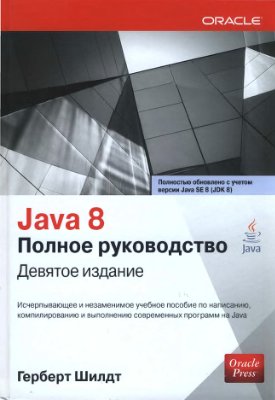 ORACLE
Полностью обновлено с учетом
версии Java SE 8 (JDK 8)
Java 8
Полное руководство
Java
Девятое издание
Исчерпывающее и незаменимое учебное пособие по написанию,
компилированию и выполнению современных программ на Java
Герберт Шилдт
Oracle
Press